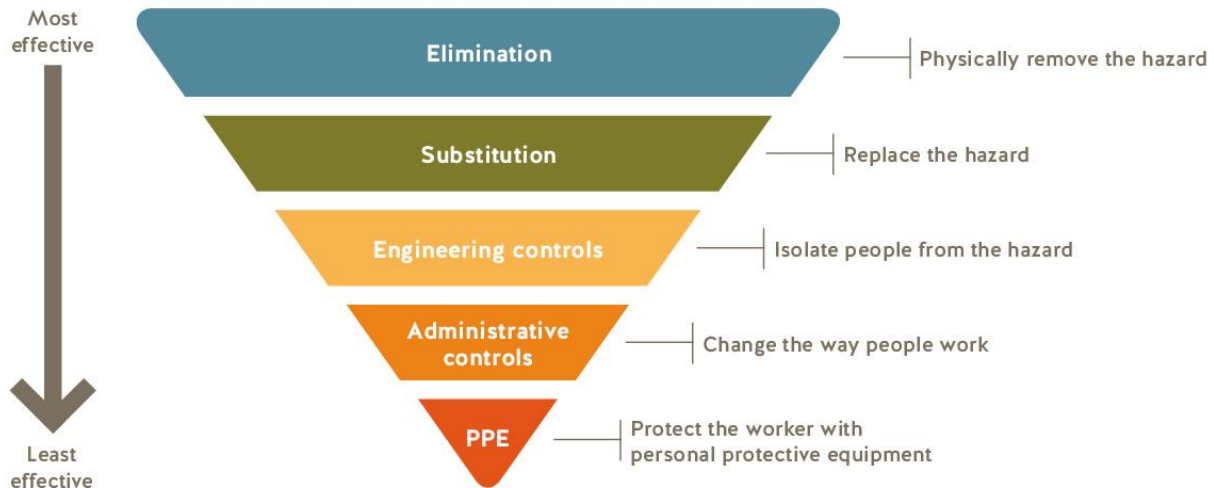 Most
effective
Elimination
Physically remove the hazard
Substitution
Replace the hazard
Engineering controls
Isolate people from the hazard
Administrative
controls
Change the way people work
PPE
Protect the worker with
personal protective equipment
Least
effective